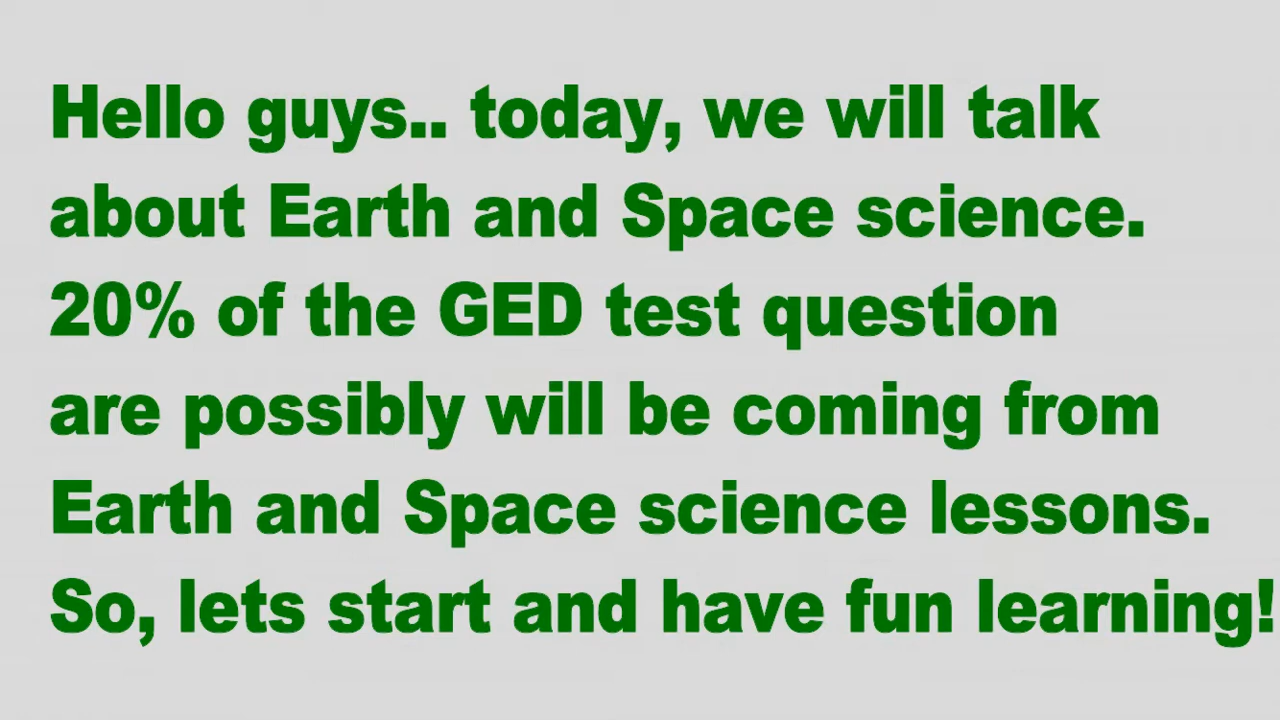 Hello guys.. today, we will talk
about Earth and Space science.
20% of the GED test question
are possibly will be coming from
Earth and Space science lessons.
So, lets start and have fun learning!